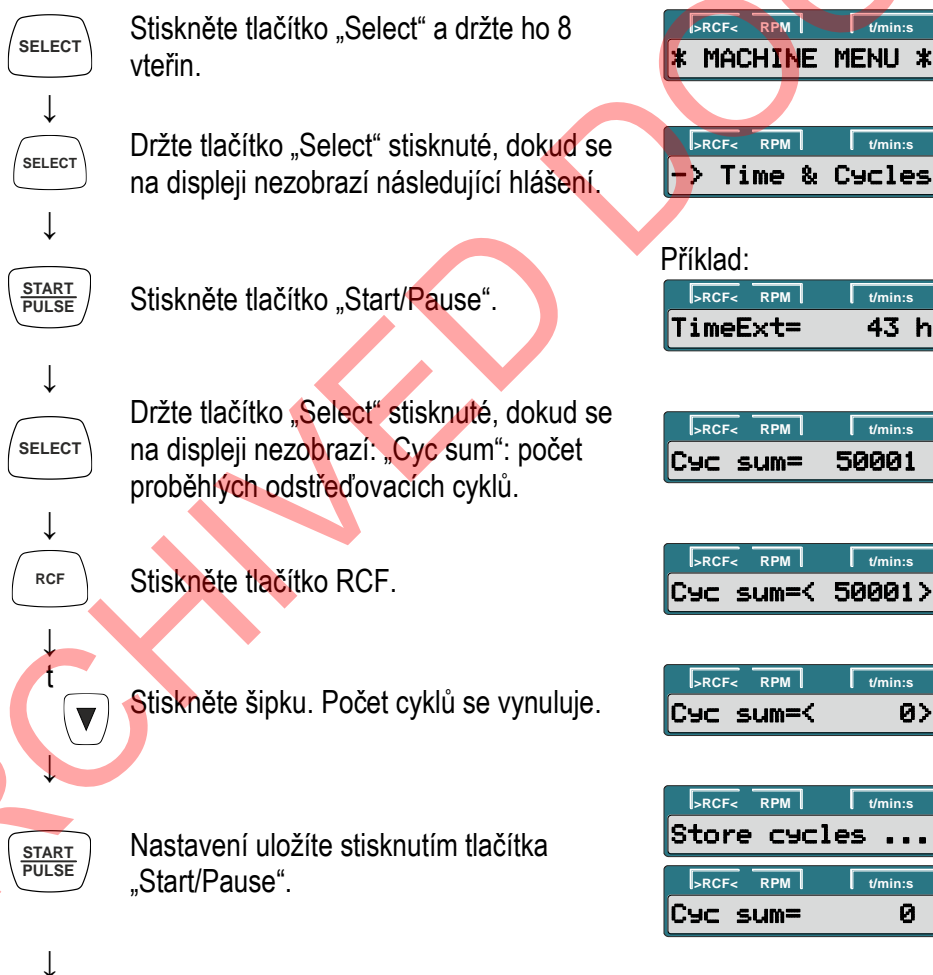 SELECT
Stiskněte tlačítko „Select“ a držte ho 8
vteřin.
>RCF< RPM t/min:s
* MACHINE MENU *
↓
SELECT
Držte tlačítko „Select“ stisknuté, dokud se
na displeji nezobrazí následující hlášení.
>RCF< RPM t/min:s
-> Time & Cycles
↓
START
PULSE
Stiskněte tlačítko „Start/Pause“.
Příklad:
>RCF< RPM t/min:s
TimeExt= 43 h
↓
SELECT
Držte tlačítko „Select“ stisknuté, dokud se
na displeji nezobrazí: „Cyc sum“: počet
proběhlých odstřeďovacích cyklů.
>RCF< RPM t/min:s
Cyc sum= 50001
↓
RCF
Stiskněte tlačítko RCF.
>RCF< RPM t/min:s
Cyc sum=< 50001>
↓
t
▼
Stiskněte šipku. Počet cyklů se vynuluje.
>RCF< RPM t/min:s
Cyc sum=< 0>
↓
START
PULSE
Nastavení uložíte stisknutím tlačítka
„Start/Pause“.
>RCF< RPM t/min:s
Store cycles ...
>RCF< RPM t/min:s
Cyc sum= 0
↓
RCHIVED DOC